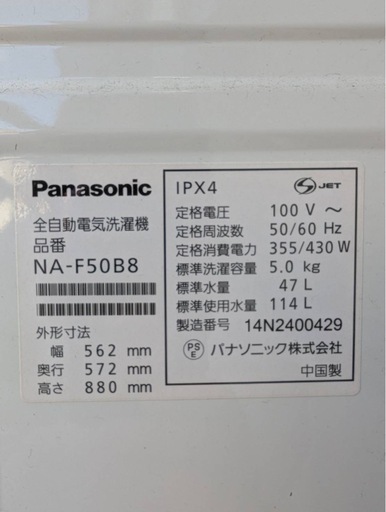 Panasonic
全自動電気洗濯機
品番
NA-F50B8
外形寸法
幅 562 mm
奥行 572 mm
高さ 880 mm
IPX4
S JET
定格電圧 100 V ～
定格周波数 50/60 Hz
定格消費電力 355/430 W
標準洗濯容量 5.0 kg
標準水量 47 L
標準使用水量 114 L
製造番号 14N2400429
PS E パナソニック株式会社
中国製